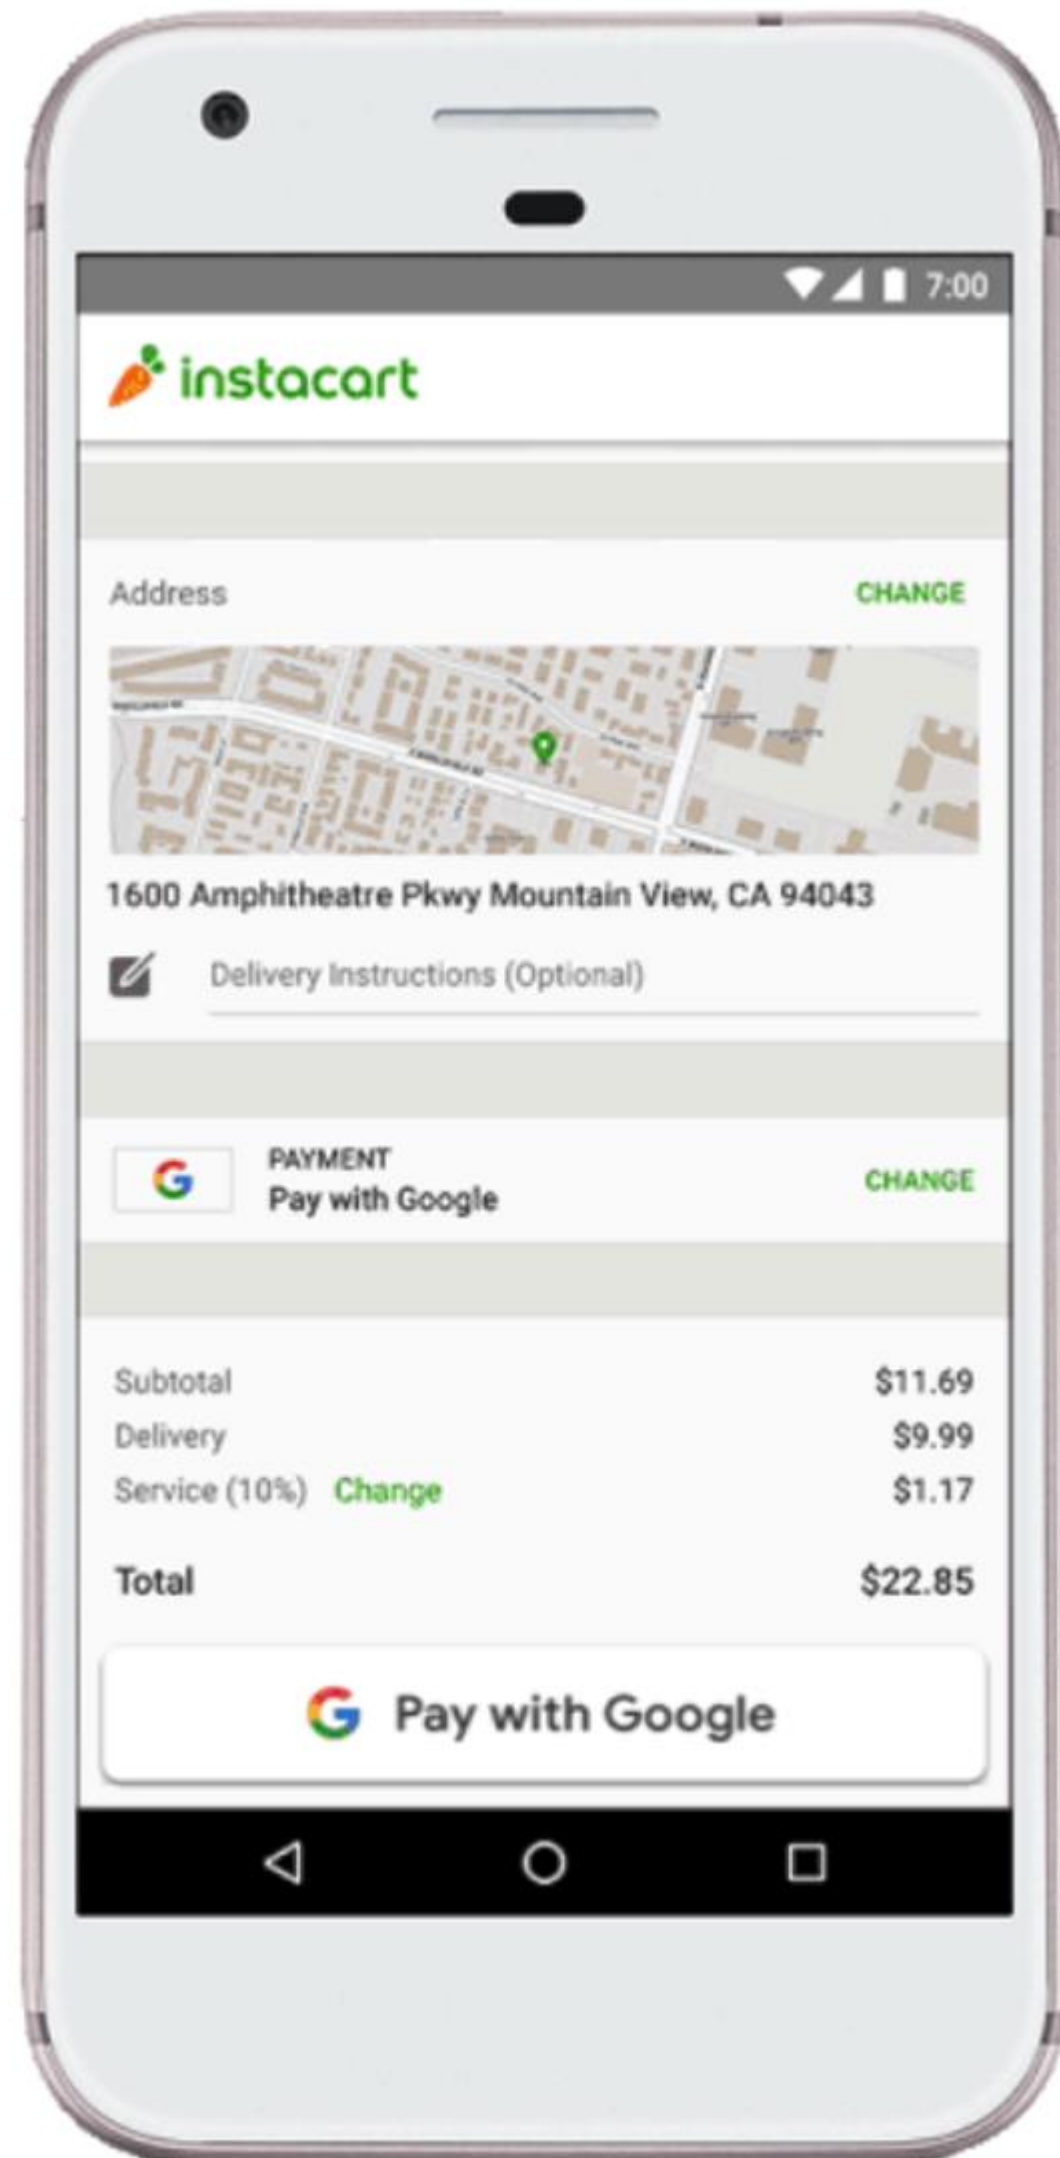 7:00
instacart
Address CHANGE
1600 Amphitheatre Pkwy Mountain View, CA 94043
Delivery Instructions (Optional)
PAYMENT
Pay with Google CHANGE
Subtotal $11.69
Delivery $9.99
Service (10%) Change $1.17
Total $22.85
G Pay with Google